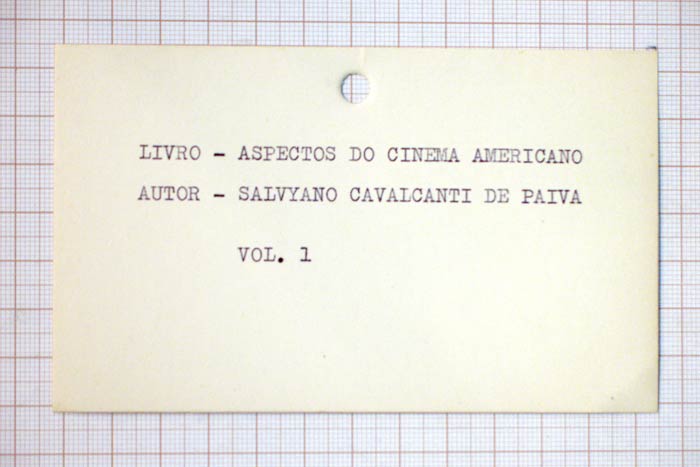 LIVRO - ASPECTOS DO CINEMA AMERICANO
AUTOR - SALVYANO CAVALCANTI DE PAIVA
VOL. 1